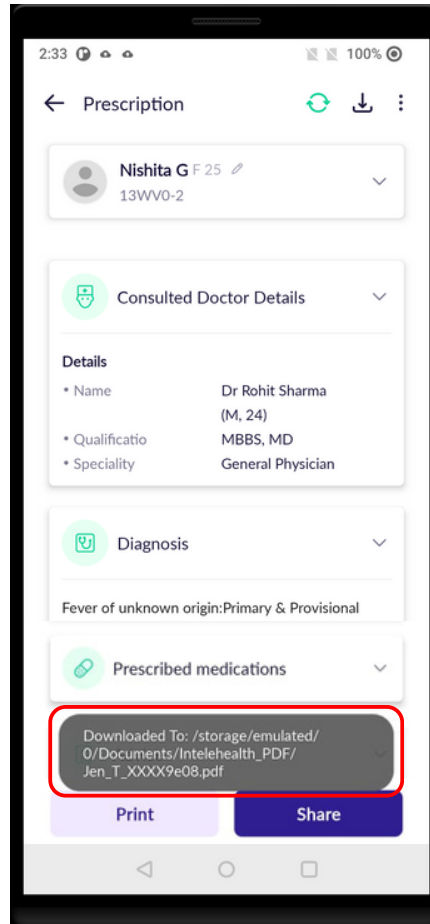 2:33 100%
Prescription
Nishita G F 25
13WV0-2
Consulted Doctor Details
Details
• Name Dr Rohit Sharma
(M, 24)
• Qualificatio MBBS, MD
• Speciality General Physician
Diagnosis
Fever of unknown origin:Primary & Provisional
Prescribed medications
Downloaded To: /storage/emulated/
0/Documents/Intelehealth_PDF/
Jen_T_XXXX9e08.pdf
Print Share